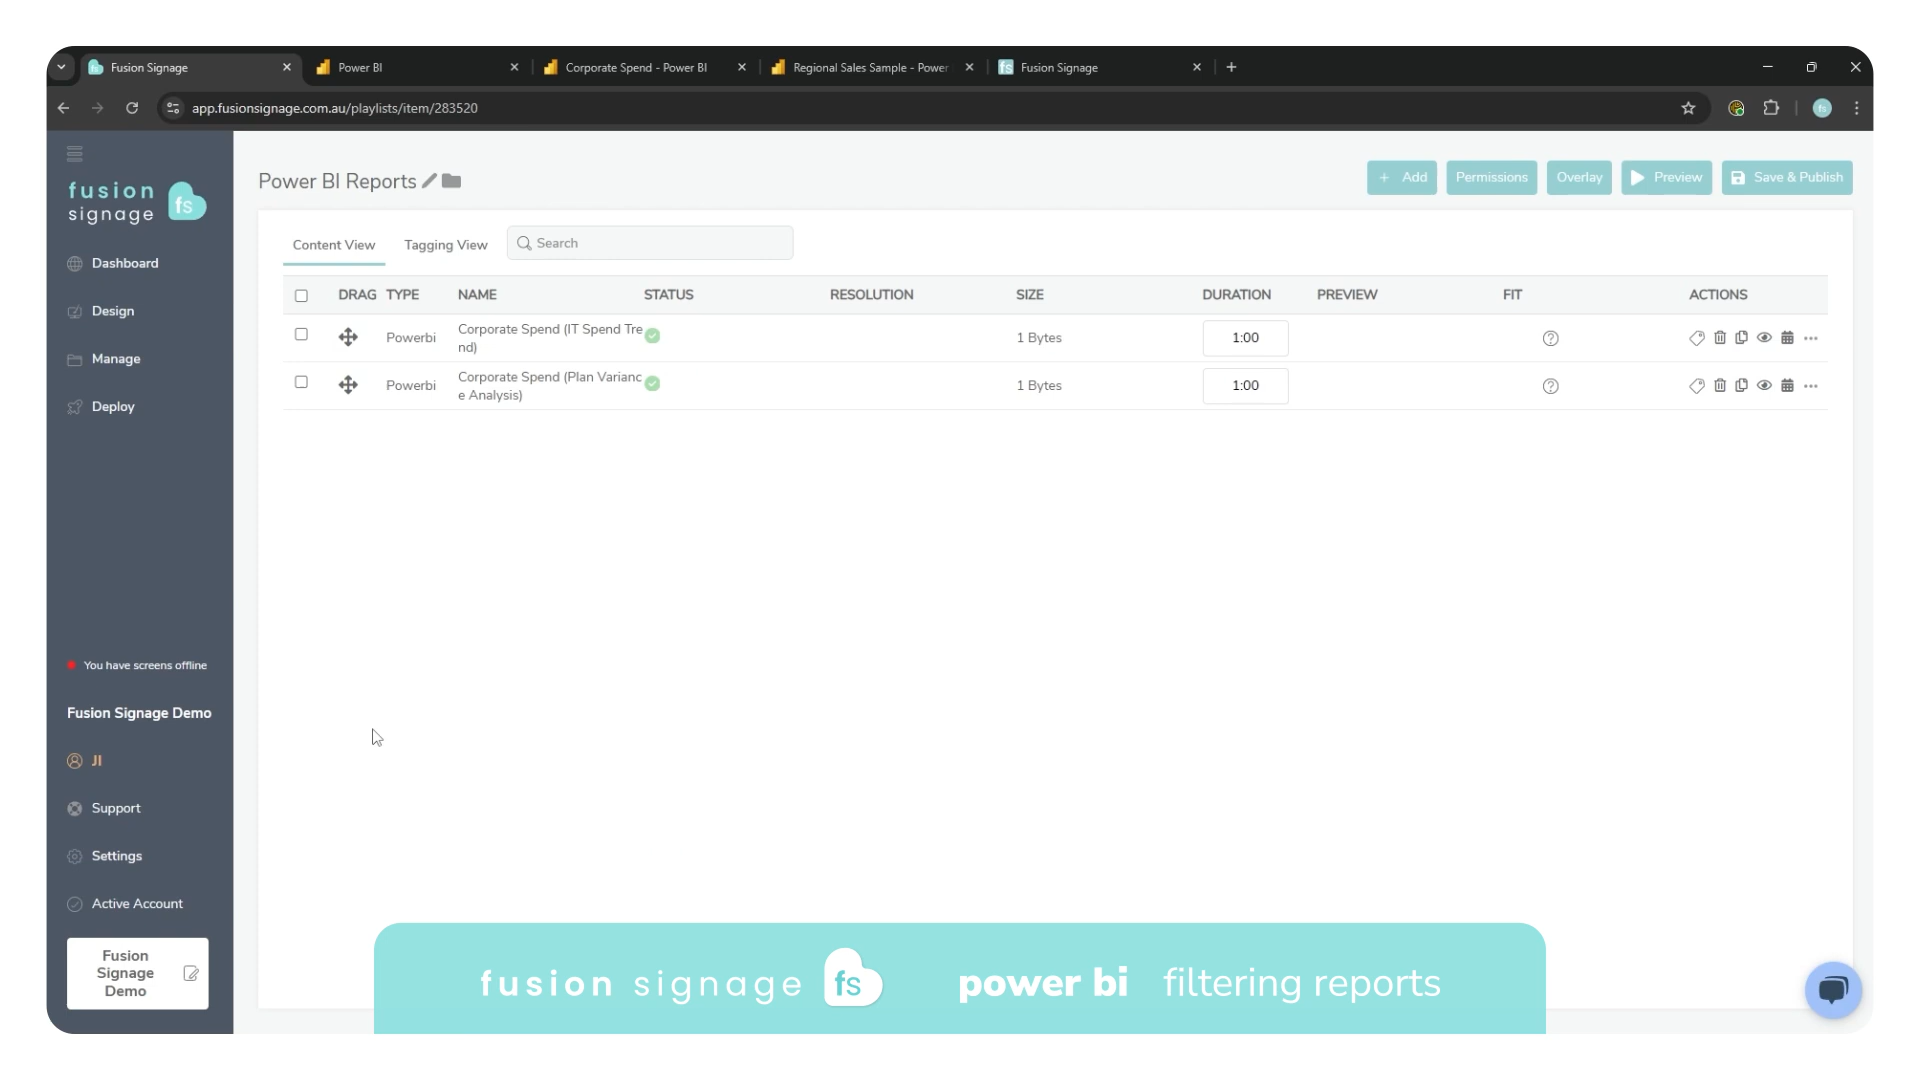 Fusion Signage
Power BI
Corporate Spend - Power BI
Regional Sales Sample - Power
fs Fusion Signage
app.fusionsignage.com.au/playlists/item/283520
fs
fusion
signage
fs
Dashboard
Design
Manage
Deploy
You have screens offline
Fusion Signage Demo
JI
Support
Settings
Active Account
Fusion
Signage
Demo
Power BI Reports
+ Add
Permissions
Overlay
Preview
Save & Publish
Content View
Tagging View
Search
DRAG TYPE NAME STATUS RESOLUTION SIZE DURATION PREVIEW FIT ACTIONS
Powerbi Corporate Spend (IT Spend Tre
nd) 1 Bytes 1:00 ?
Powerbi Corporate Spend (Plan Varianc
e Analysis) 1 Bytes 1:00 ?
fusion signage fs power bi filtering reports